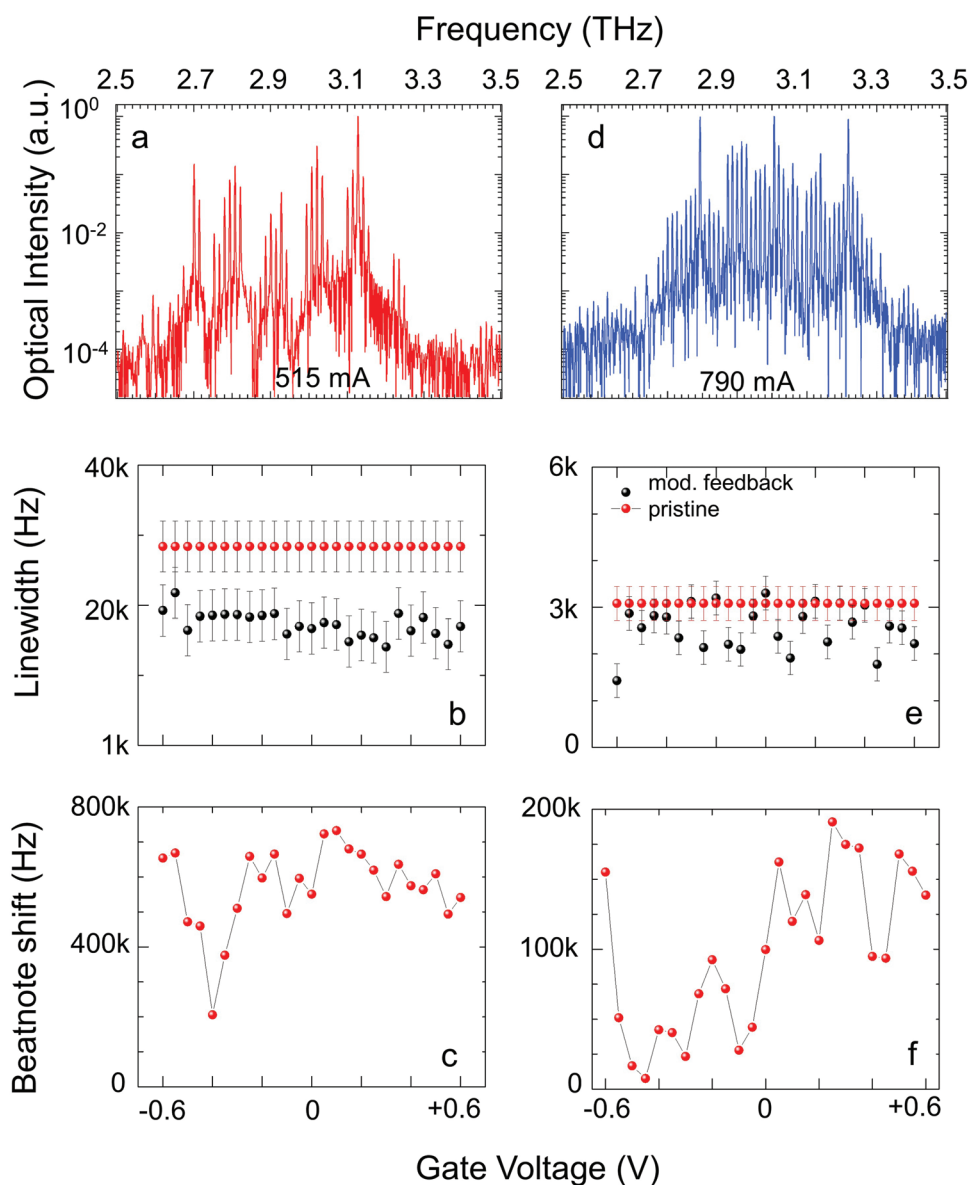 Frequency (THz)
2.5 2.7 2.9 3.1 3.3 3.5 2.5 2.7 2.9 3.1 3.3 3.5
Optical Intensity (a.u.)
10⁰
10⁻²
10⁻⁴
a
515 mA
d
790 mA
Linewidth (Hz)
40k
20k
1k
b
6k
3k
0
mod. feedback
pristine
e
Beatnote shift (Hz)
800k
400k
0
c
200k
100k
0
f
-0.6 0 +0.6 -0.6 0 +0.6
Gate Voltage (V)